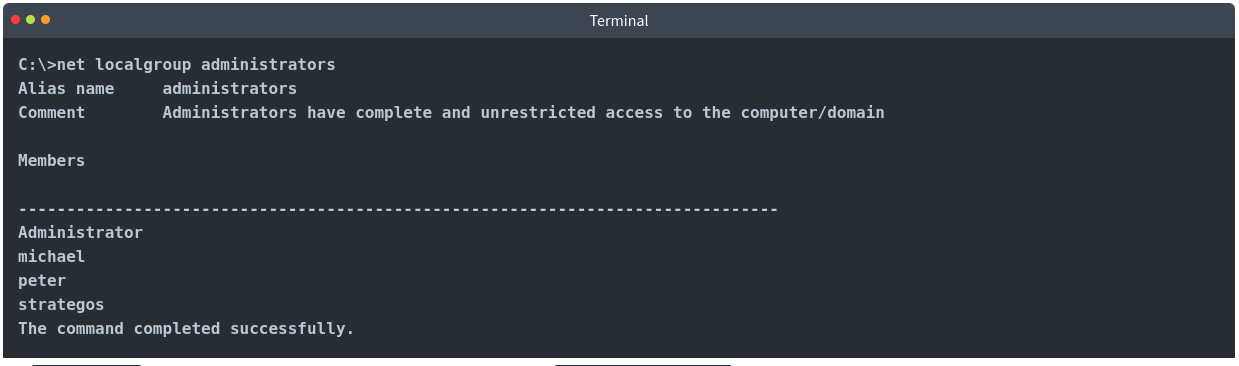 Terminal
C:\>net localgroup administrators
Alias name     administrators
Comment        Administrators have complete and unrestricted access to the computer/domain
Members
-------------------------------------------------------------------------------
Administrator
michael
peter
strategos
The command completed successfully.